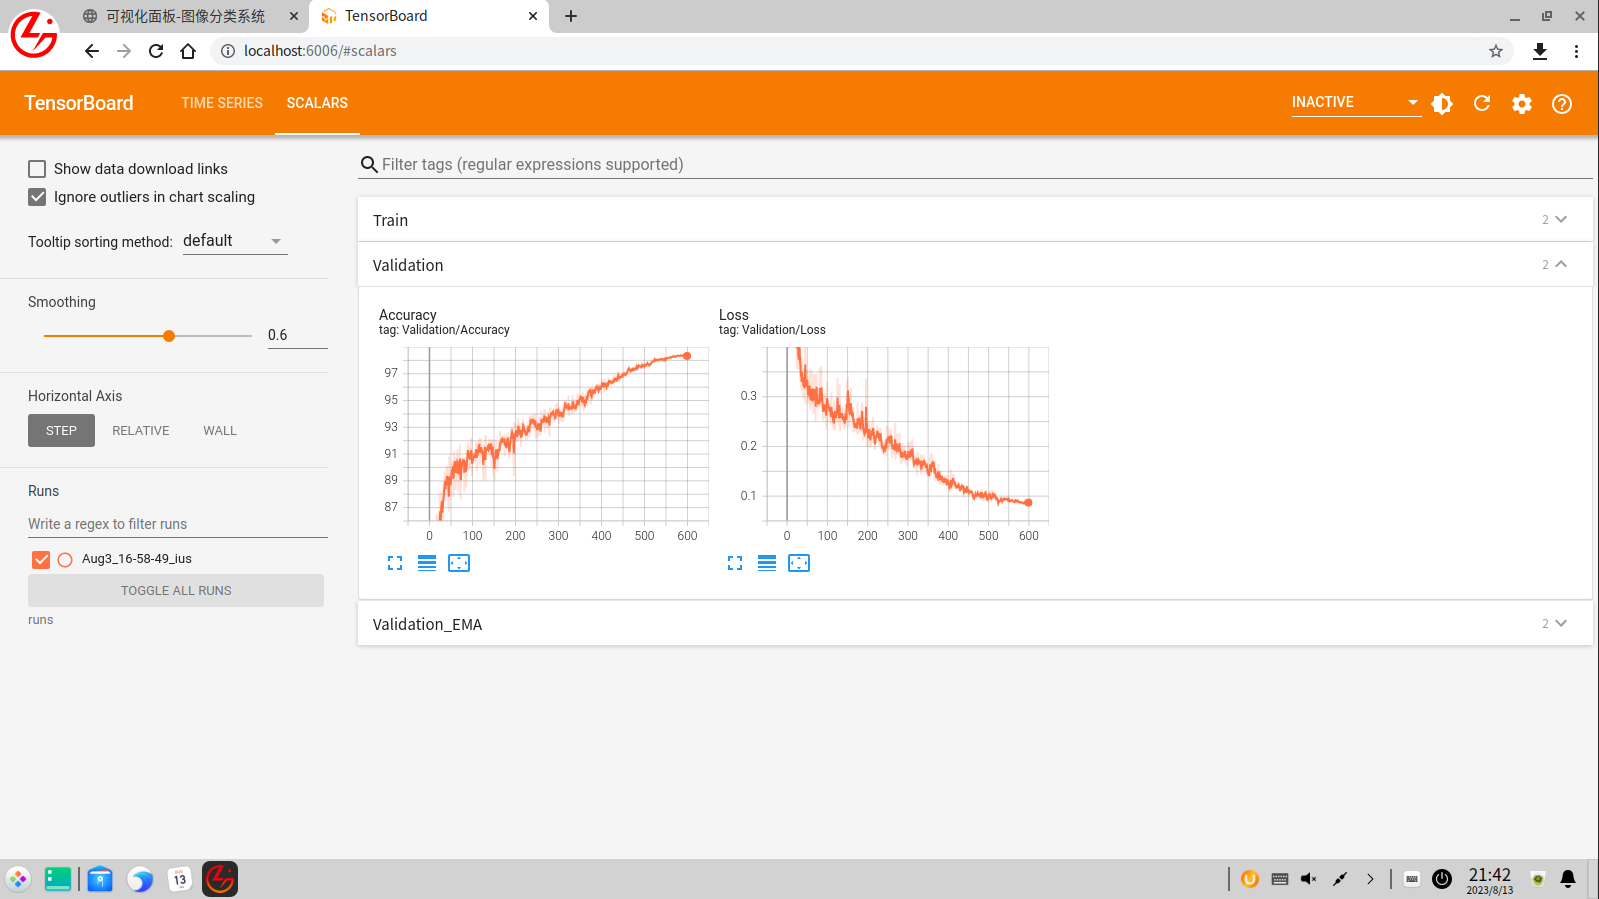 可视化面板-图像分类系统
TensorBoard
localhost:6006/#scalars
TensorBoard
TIME SERIES
SCALARS
INACTIVE
Show data download links
Ignore outliers in chart scaling
Tooltip sorting method: default
Smoothing
0.6
Horizontal Axis
STEP
RELATIVE
WALL
Runs
Write a regex to filter runs
Aug3_16-58-49_ius
TOGGLE ALL RUNS
runs
Filter tags (regular expressions supported)
Train
2
Validation
2
Accuracy
tag: Validation/Accuracy
97
95
93
91
89
87
0 100 200 300 400 500 600
Loss
tag: Validation/Loss
0.3
0.2
0.1
0 100 200 300 400 500 600
Validation_EMA
2
13
21:42
2023/8/13